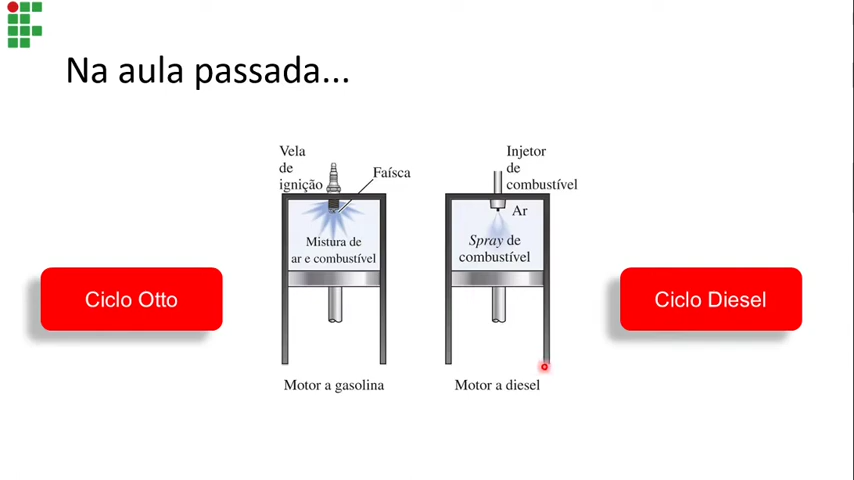 Na aula passada...
Vela
de
ignição
Faísca
Mistura de
ar e combustível
Motor a gasolina
Injetor
de
combustível
Ar
Spray de
combustível
Motor a diesel
Ciclo Otto
Ciclo Diesel